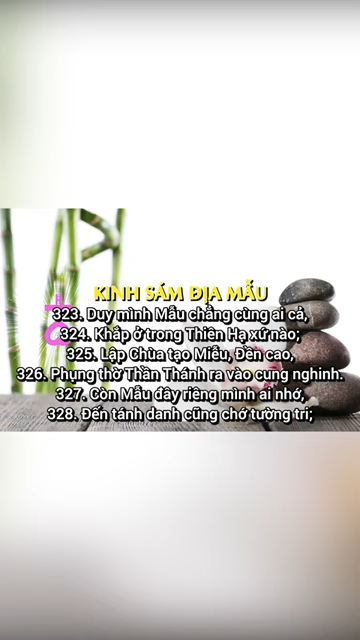 KINH SÁM ĐỊA MẪU
323. Duy mình Mẫu chẳng cùng ai cả,
324. Khắp ở trong Thiên Hạ xứ nào;
325. Lập Chùa tạo Miễu, Đền cao,
326. Phụng thờ Thần Thánh ra vào cung nghinh.
327. Còn Mẫu đây riêng mình ai nhớ,
328. Đến tánh danh cũng chớ tường tri;